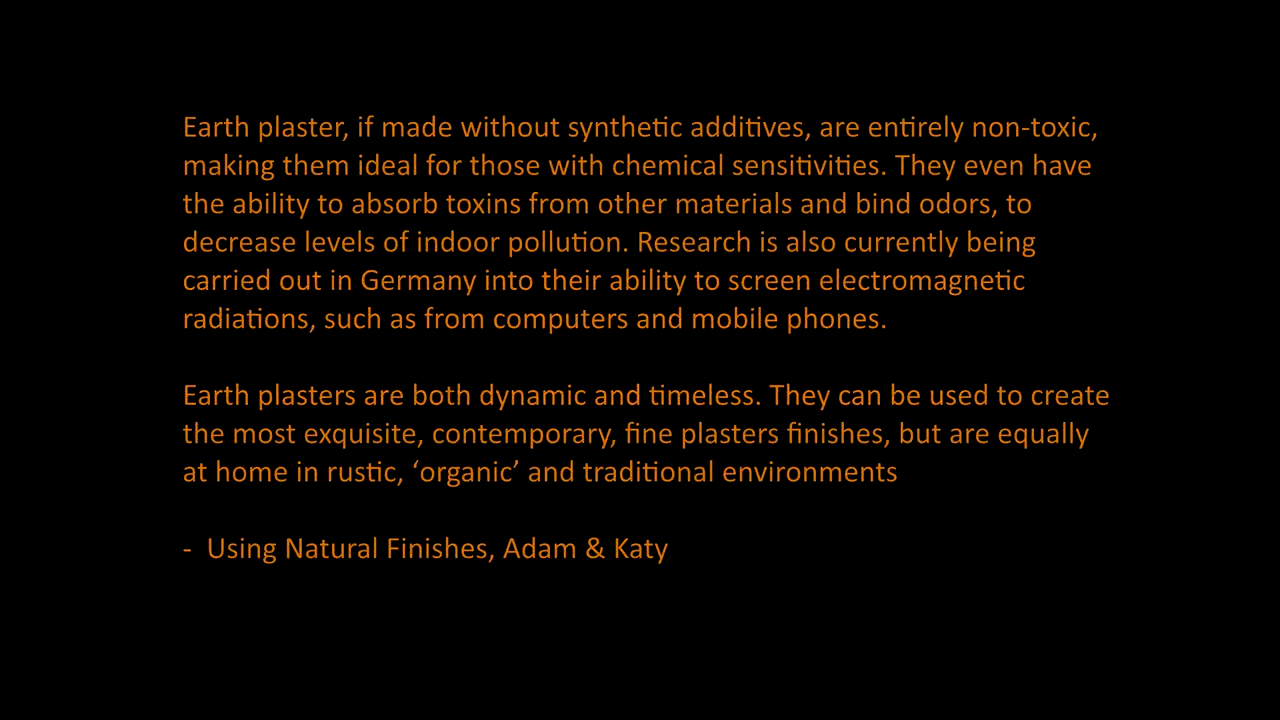 Earth plaster, if made without synthetic additives, are entirely non-toxic,
making them ideal for those with chemical sensitivities. They even have
the ability to absorb toxins from other materials and bind odors, to
decrease levels of indoor pollution. Research is also currently being
carried out in Germany into their ability to screen electromagnetic
radiations, such as from computers and mobile phones.
Earth plasters are both dynamic and timeless. They can be used to create
the most exquisite, contemporary, fine plasters finishes, but are equally
at home in rustic, ‘organic’ and traditional environments
- Using Natural Finishes, Adam & Katy